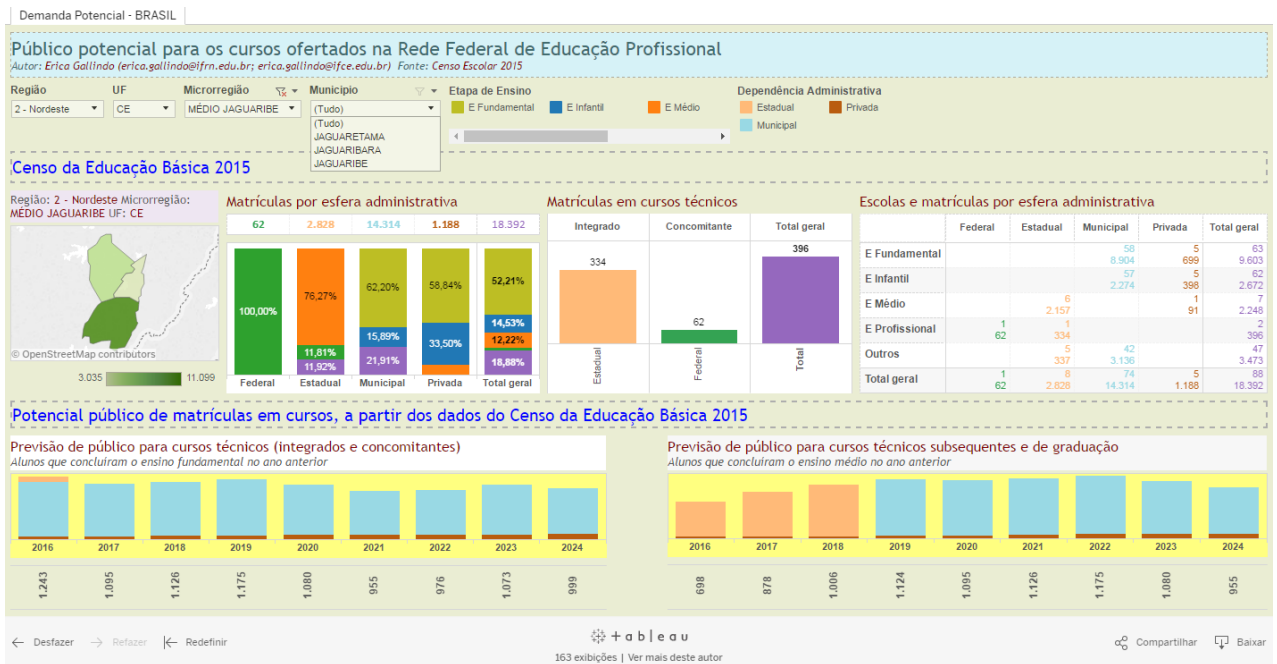 Demanda Potencial - BRASIL
Público potencial para os cursos ofertados na Rede Federal de Educação Profissional
Autor: Erica Gallindo (erica.gallindo@ifrn.edu.br; erica.gallindo@ifce.edu.br) Fonte: Censo Escolar 2015
Região UF Microrregião Município Etapa de Ensino Dependência Administrativa
2 - Nordeste CE MÉDIO JAGUARIBE (Tudo) E Fundamental E Infantil E Médio Estadual Privada
(Tudo) Municipal
JAGUARETAMA
JAGUARIBARA
JAGUARIBE
Censo da Educação Básica 2015
Região: 2 - Nordeste Microrregião:
MÉDIO JAGUARIBE UF: CE
© OpenStreetMap contributors
3.035 11.099
Matrículas por esfera administrativa
62 2.828 14.314 1.188 18.392
100,00% 76,27% 62,20% 58,84% 52,21%
11,81% 15,89% 33,50% 14,53%
11,92% 21,91% 12,22%
18,88%
Federal Estadual Municipal Privada Total geral
Matrículas em cursos técnicos
Integrado Concomitante Total geral
334 62 396
Estadual Federal Total
Escolas e matrículas por esfera administrativa
Federal Estadual Municipal Privada Total geral
E Fundamental 58 5 63
8.904 699 9.603
E Infantil 57 5 62
2.274 398 2.672
E Médio 6 1 7
2.157 91 2.248
E Profissional 1 1 2
62 334 396
Outros 5 42 47
337 3.136 3.473
Total geral 1 8 74 5 88
62 2.828 14.314 1.188 18.392
Potencial público de matrículas em cursos, a partir dos dados do Censo da Educação Básica 2015
Previsão de público para cursos técnicos (integrados e concomitantes)
Alunos que concluiram o ensino fundamental no ano anterior
2016 2017 2018 2019 2020 2021 2022 2023 2024
1.243 1.095 1.126 1.175 1.080 955 976 1.073 999
Previsão de público para cursos técnicos subsequentes e de graduação
Alunos que concluiram o ensino médio no ano anterior
2016 2017 2018 2019 2020 2021 2022 2023 2024
698 878 1.006 1.124 1.095 1.126 1.175 1.080 955
Desfazer Refazer Redefinir
+ableau
163 exibições | Ver mais deste autor
Compartilhar Baixar